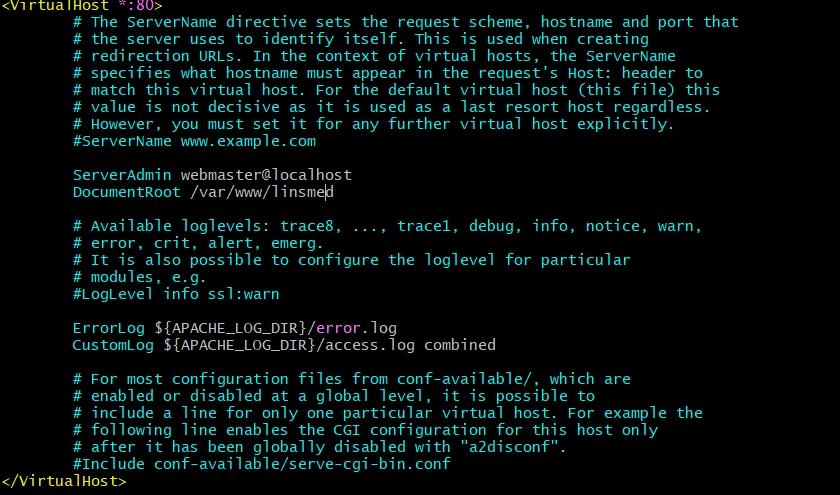 <VirtualHost *:80>
# The ServerName directive sets the request scheme, hostname and port that
# the server uses to identify itself. This is used when creating
# redirection URLs. In the context of virtual hosts, the ServerName
# specifies what hostname must appear in the request's Host: header to
# match this virtual host. For the default virtual host (this file) this
# value is not decisive as it is used as a last resort host regardless.
# However, you must set it for any further virtual host explicitly.
#ServerName www.example.com
ServerAdmin webmaster@localhost
DocumentRoot /var/www/linsmed
# Available loglevels: trace8, ..., trace1, debug, info, notice, warn,
# error, crit, alert, emerg.
# It is also possible to configure the loglevel for particular
# modules, e.g.
#LogLevel info ssl:warn
ErrorLog ${APACHE_LOG_DIR}/error.log
CustomLog ${APACHE_LOG_DIR}/access.log combined
# For most configuration files from conf-available/, which are
# enabled or disabled at a global level, it is possible to
# include a line for only one particular virtual host. For example the
# following line enables the CGI configuration for this host only
# after it has been globally disabled with "a2disconf".
#Include conf-available/serve-cgi-bin.conf
</VirtualHost>